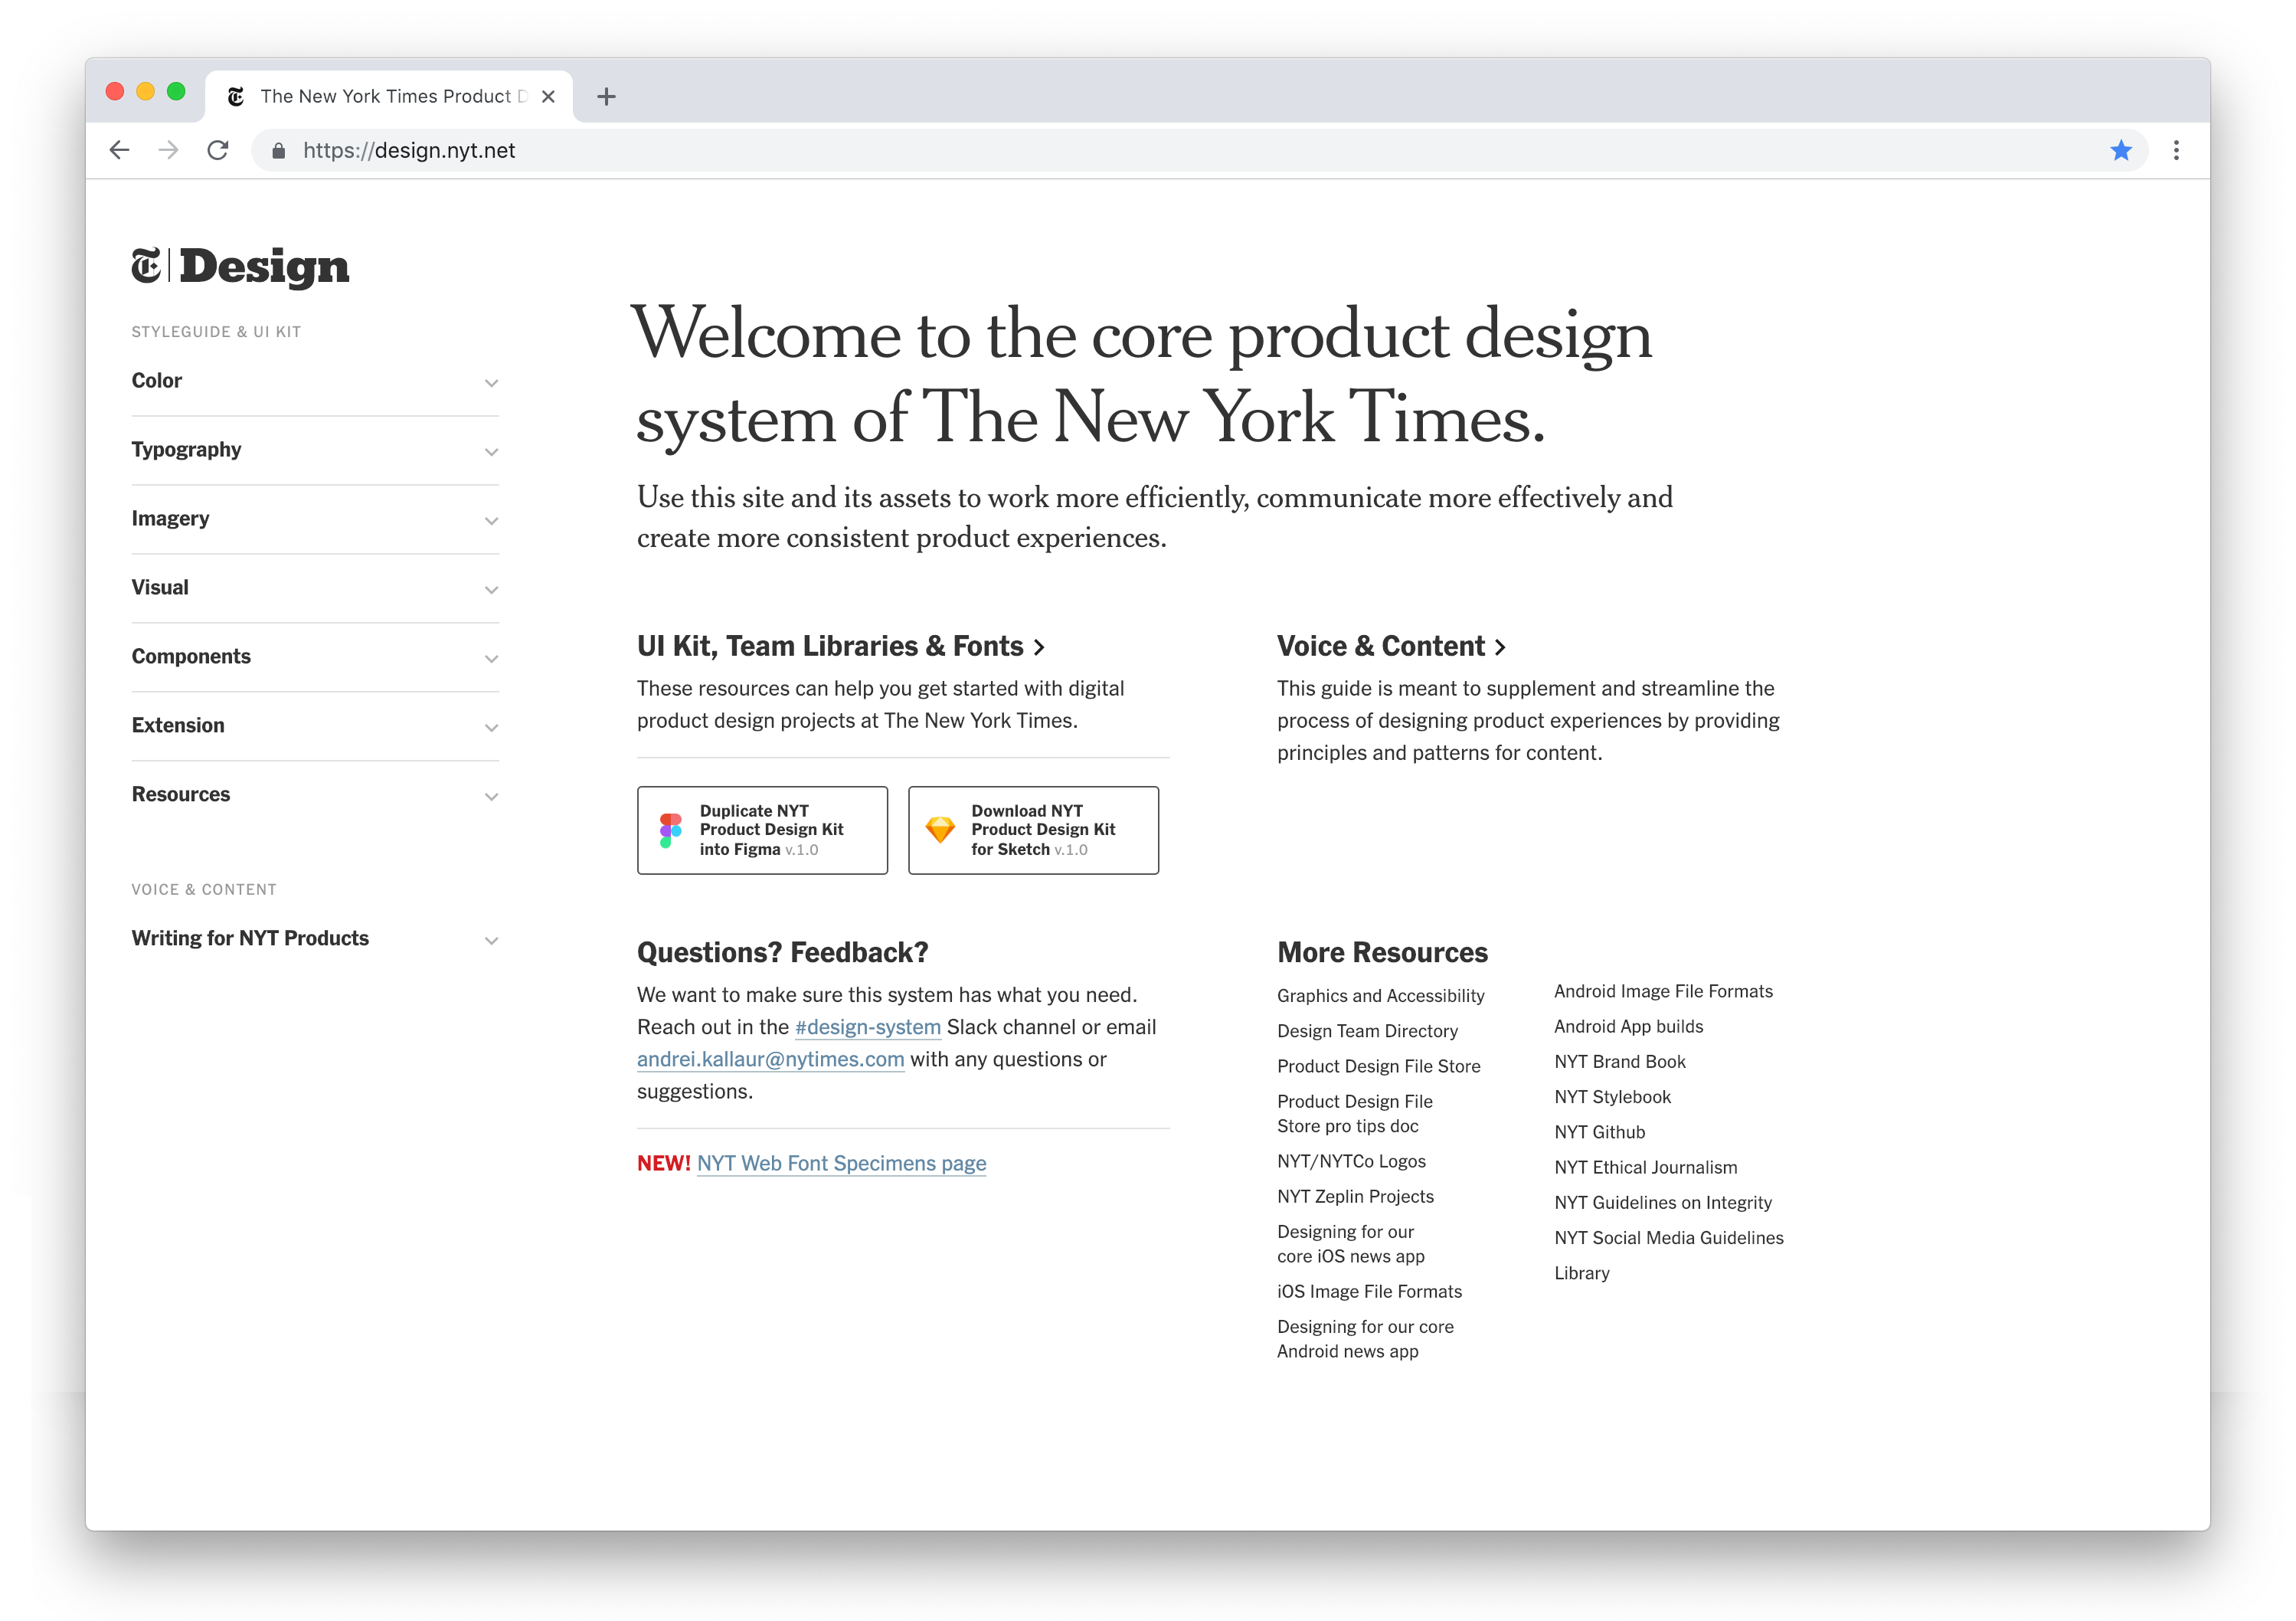 The New York Times Product D
https://design.nyt.net
T Design
STYLEGUIDE & UI KIT
Color
Typography
Imagery
Visual
Components
Extension
Resources
VOICE & CONTENT
Writing for NYT Products
Welcome to the core product design
system of The New York Times.
Use this site and its assets to work more efficiently, communicate more effectively and
create more consistent product experiences.
UI Kit, Team Libraries & Fonts >
These resources can help you get started with digital
product design projects at The New York Times.
Duplicate NYT
Product Design Kit
into Figma v.1.0
Download NYT
Product Design Kit
for Sketch v.1.0
Voice & Content >
This guide is meant to supplement and streamline the
process of designing product experiences by providing
principles and patterns for content.
Questions? Feedback?
We want to make sure this system has what you need.
Reach out in the #design-system Slack channel or email
andrei.kallaur@nytimes.com with any questions or
suggestions.
NEW! NYT Web Font Specimens page
More Resources
Graphics and Accessibility
Design Team Directory
Product Design File Store
Product Design File
Store pro tips doc
NYT/NYTCo Logos
NYT Zeplin Projects
Designing for our
core iOS news app
iOS Image File Formats
Designing for our core
Android news app
Android Image File Formats
Android App builds
NYT Brand Book
NYT Stylebook
NYT Github
NYT Ethical Journalism
NYT Guidelines on Integrity
NYT Social Media Guidelines
Library